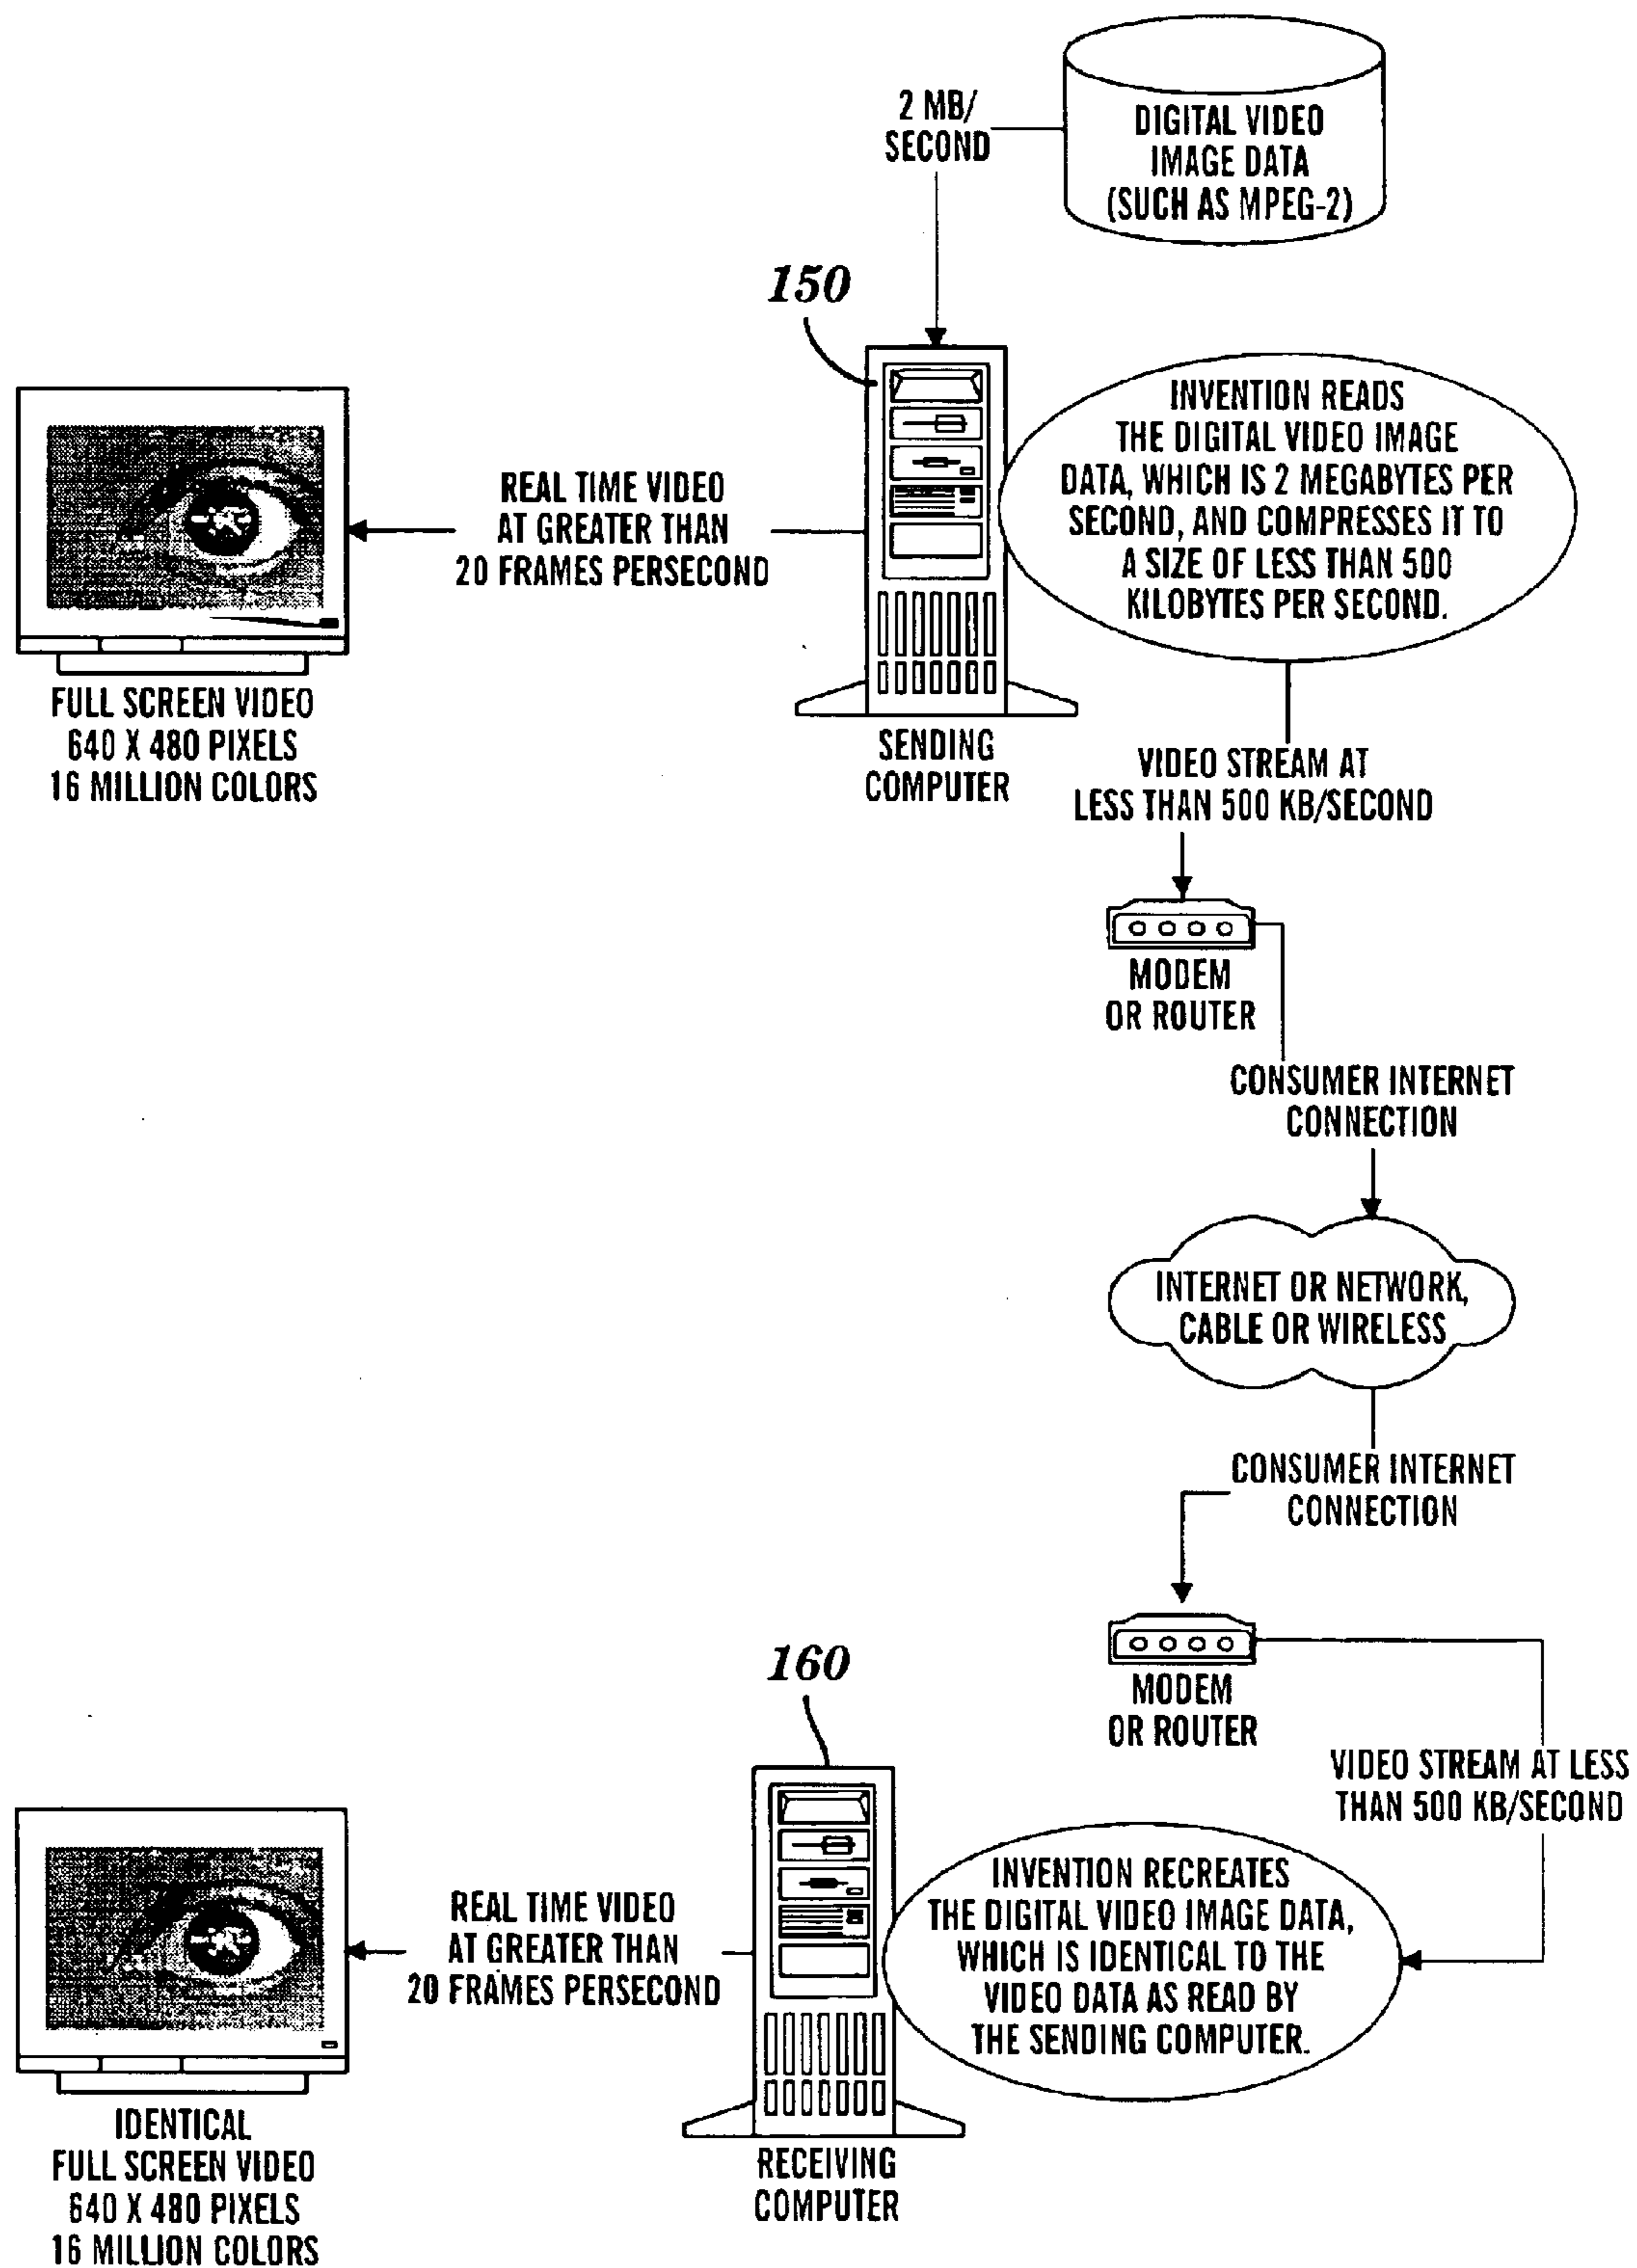 2 MB/
SECOND
DIGITAL VIDEO
IMAGE DATA
(SUCH AS MPEG-2)
150
INVENTION READS
THE DIGITAL VIDEO IMAGE
DATA, WHICH IS 2 MEGABYTES PER
SECOND, AND COMPRESSES IT TO
A SIZE OF LESS THAN 500
KILOBYTES PER SECOND.
REAL TIME VIDEO
AT GREATER THAN
20 FRAMES PERSECOND
FULL SCREEN VIDEO
640 X 480 PIXELS
16 MILLION COLORS
SENDING
COMPUTER
VIDEO STREAM AT
LESS THAN 500 KB/SECOND
MODEM
OR ROUTER
CONSUMER INTERNET
CONNECTION
INTERNET OR NETWORK,
CABLE OR WIRELESS
CONSUMER INTERNET
CONNECTION
MODEM
OR ROUTER
160
VIDEO STREAM AT LESS
THAN 500 KB/SECOND
INVENTION RECREATES
THE DIGITAL VIDEO IMAGE DATA,
WHICH IS IDENTICAL TO THE
VIDEO DATA AS READ BY
THE SENDING COMPUTER.
REAL TIME VIDEO
AT GREATER THAN
20 FRAMES PERSECOND
IDENTICAL
FULL SCREEN VIDEO
640 X 480 PIXELS
16 MILLION COLORS
RECEIVING
COMPUTER